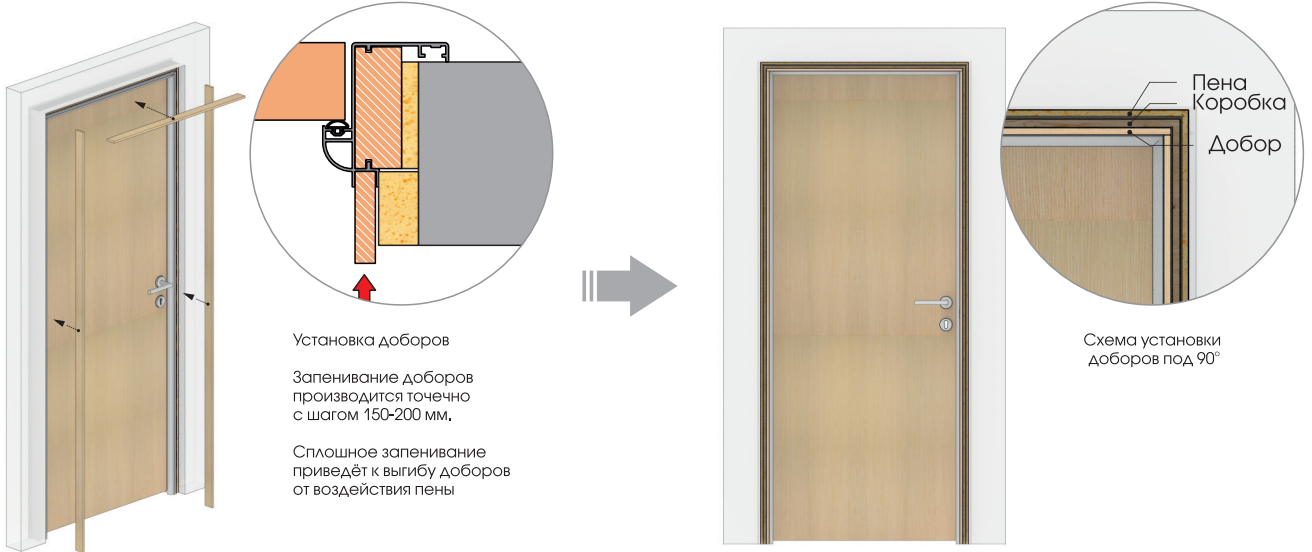 Установка доборов
Запенивание доборов
производится точечно
с шагом 150-200 мм.
Сплошное запенивание
приведёт к выгибу доборов
от воздействия пены
Пена
Коробка
Добор
Схема установки
доборов под 90°